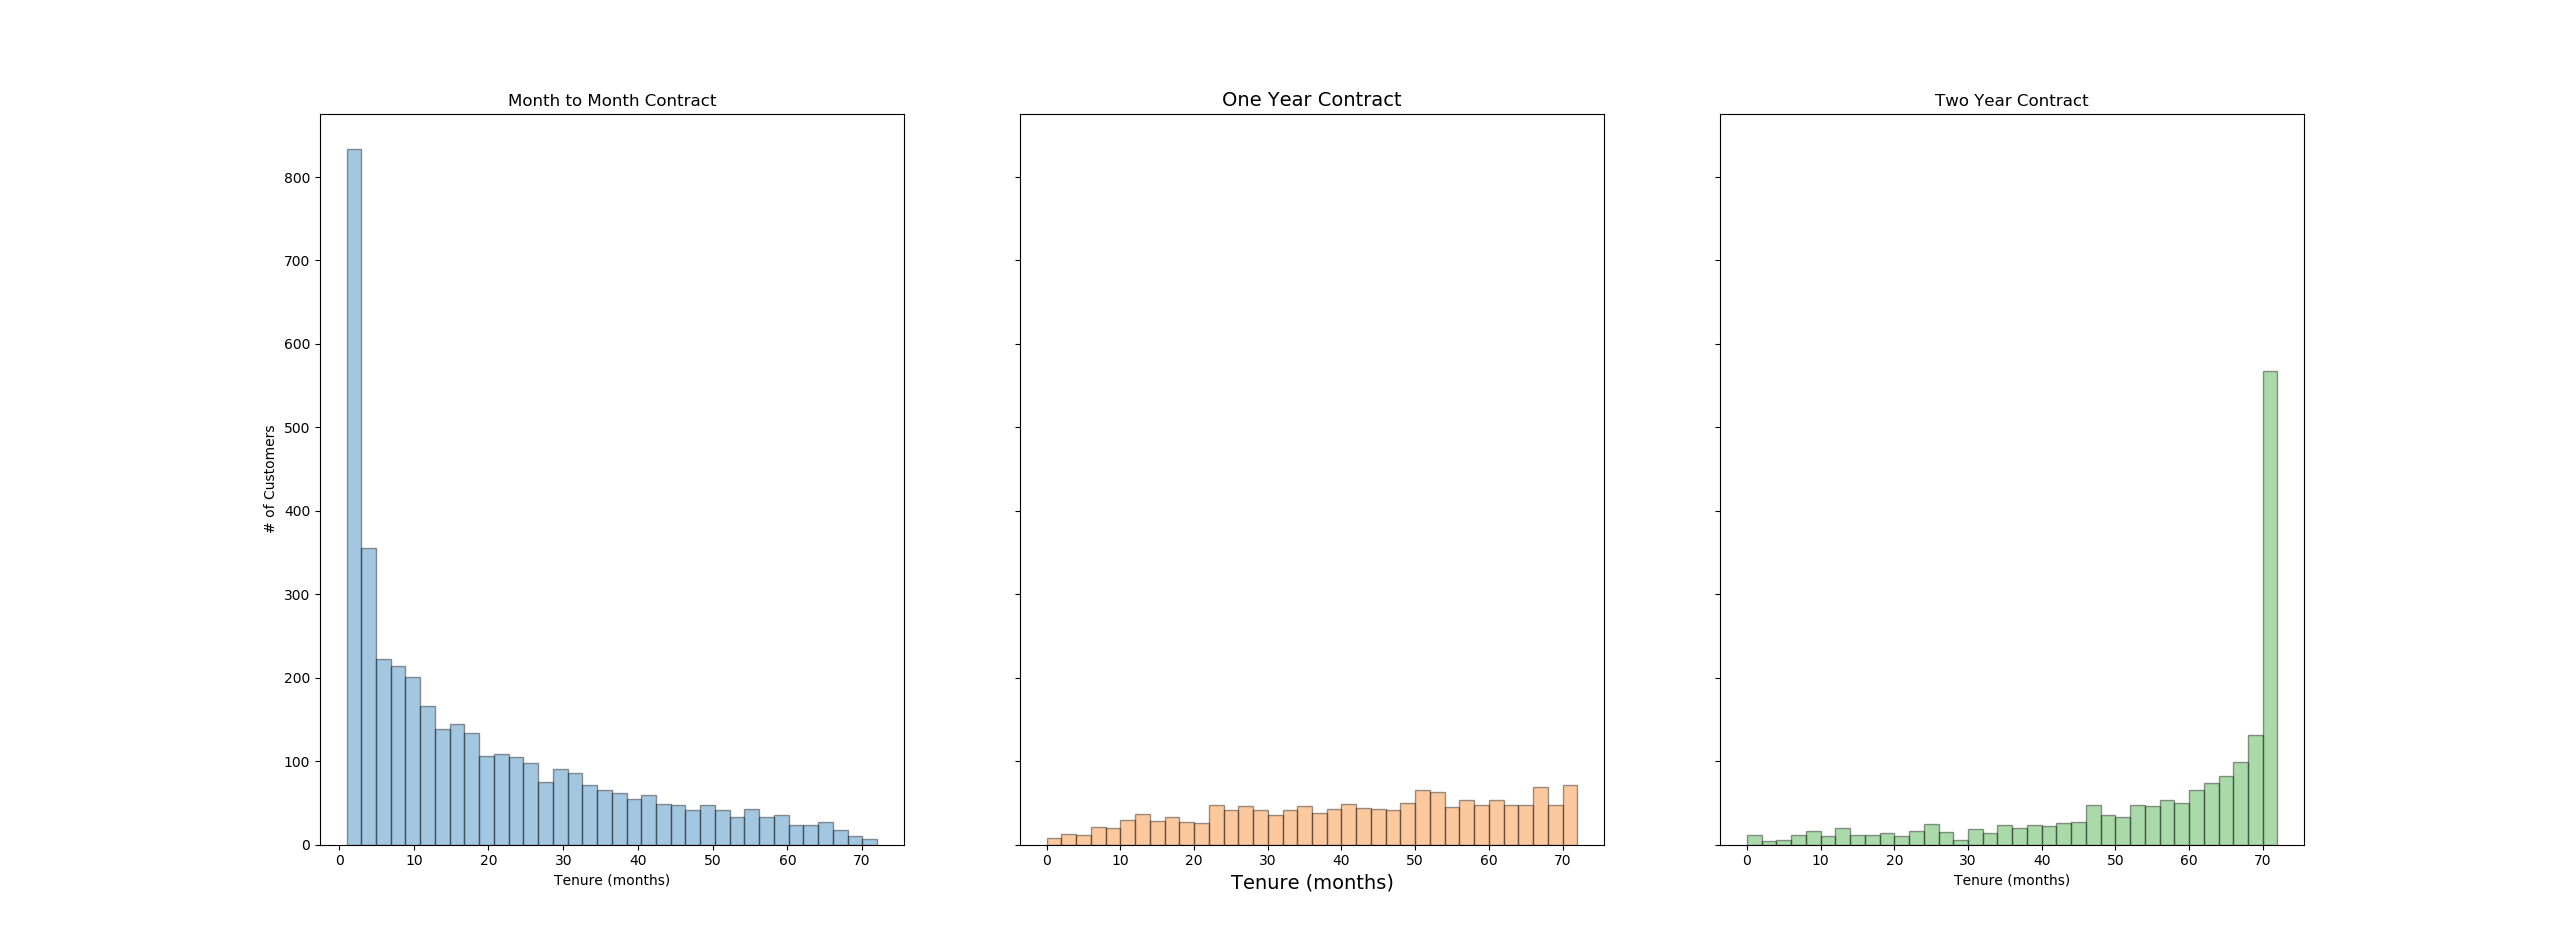 Month to Month Contract
One Year Contract
Two Year Contract
800
700
600
500
400
300
200
100
0
# of Customers
0 10 20 30 40 50 60 70
0 10 20 30 40 50 60 70
0 10 20 30 40 50 60 70
Tenure (months)
Tenure (months)
Tenure (months)